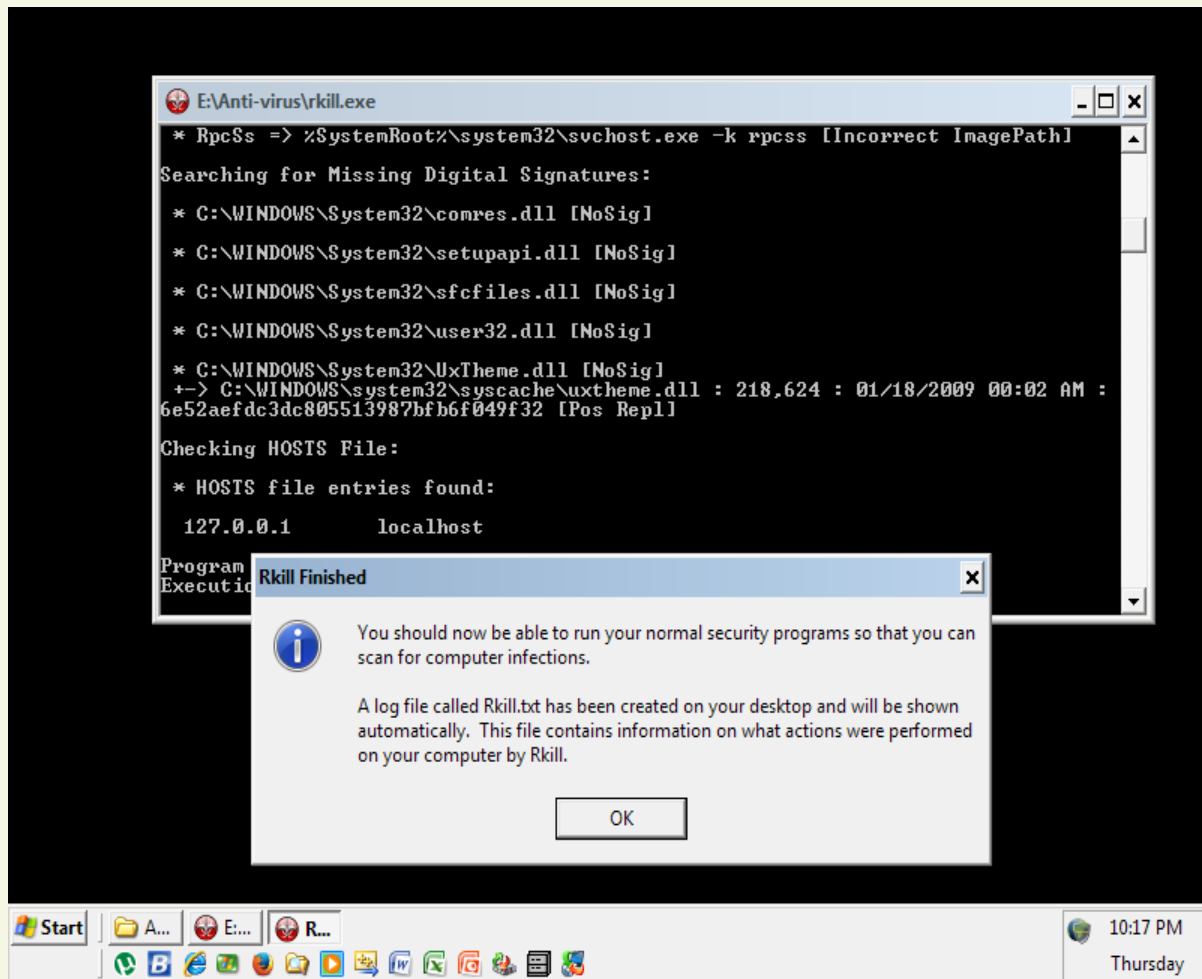 E:\Anti-virus\rkill.exe
* RpcSs => %SystemRoot%\system32\svchost.exe -k rpcss [Incorrect ImagePath]
Searching for Missing Digital Signatures:
* C:\WINDOWS\System32\comres.dll [NoSig]
* C:\WINDOWS\System32\setupapi.dll [NoSig]
* C:\WINDOWS\System32\sfcfiles.dll [NoSig]
* C:\WINDOWS\System32\user32.dll [NoSig]
* C:\WINDOWS\System32\UxTheme.dll [NoSig]
+-> C:\WINDOWS\system32\syscache\uxtheme.dll : 218,624 : 01/18/2009 00:02 AM :
6e52aefdc3dc805513987bfb6f049f32 [Pos Repl]
Checking HOSTS File:
* HOSTS file entries found:
127.0.0.1 localhost
Program
Executio
Rkill Finished
You should now be able to run your normal security programs so that you can
scan for computer infections.
A log file called Rkill.txt has been created on your desktop and will be shown
automatically. This file contains information on what actions were performed
on your computer by Rkill.
OK
Start A... E:... R... 10:17 PM
Thursday